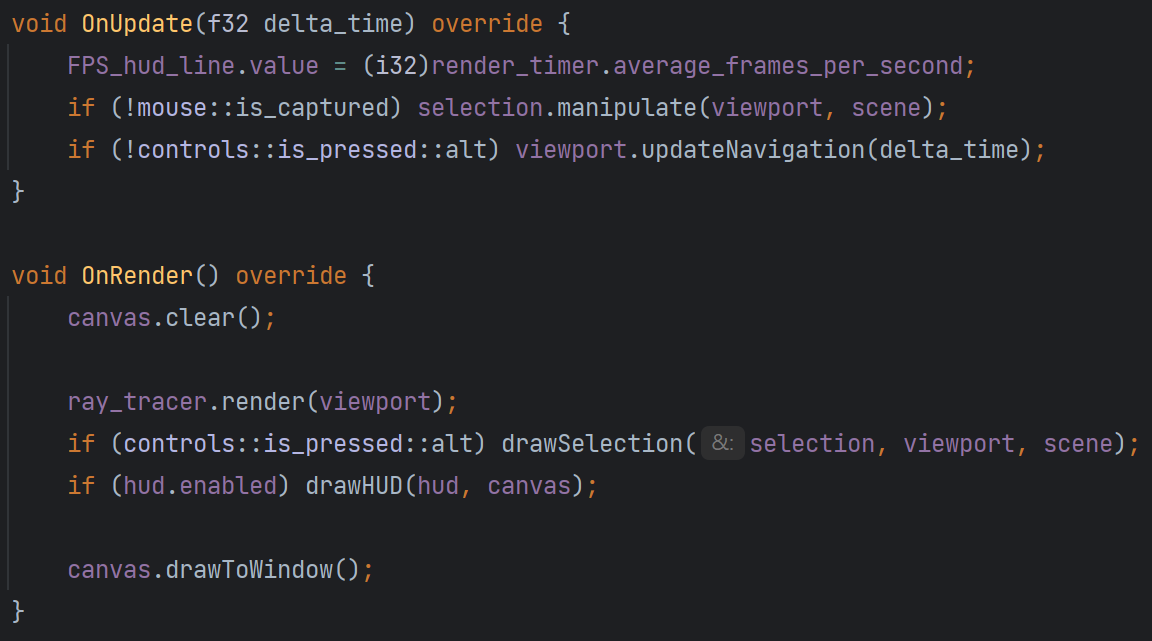 void OnUpdate(f32 delta_time) override {
    FPS_hud_line.value = (i32)render_timer.average_frames_per_second;
    if (!mouse::is_captured) selection.manipulate(viewport, scene);
    if (!controls::is_pressed::alt) viewport.updateNavigation(delta_time);
}
void OnRender() override {
    canvas.clear();
    ray_tracer.render(viewport);
    if (controls::is_pressed::alt) drawSelection( &: selection, viewport, scene);
    if (hud.enabled) drawHUD(hud, canvas);
    canvas.drawToWindow();
}